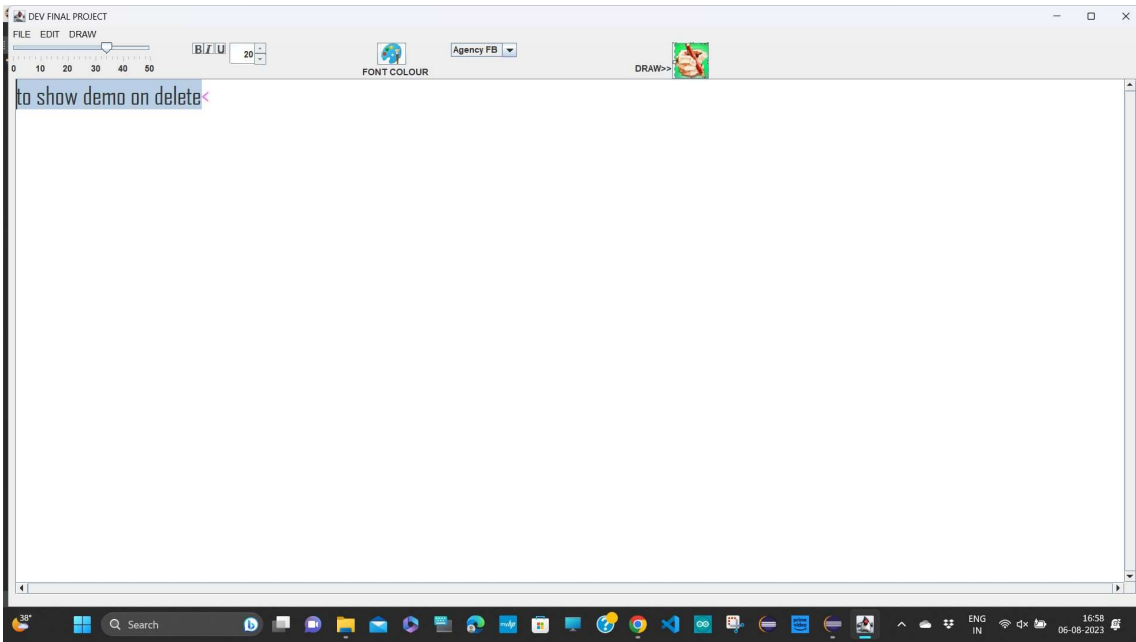 DEV FINAL PROJECT
FILE EDIT DRAW
B I U 20 Agency FB
0 10 20 30 40 50 FONT COLOUR DRAW>>
to show demo on delete<
38°
Search
ENG
IN
16:58
06-08-2023